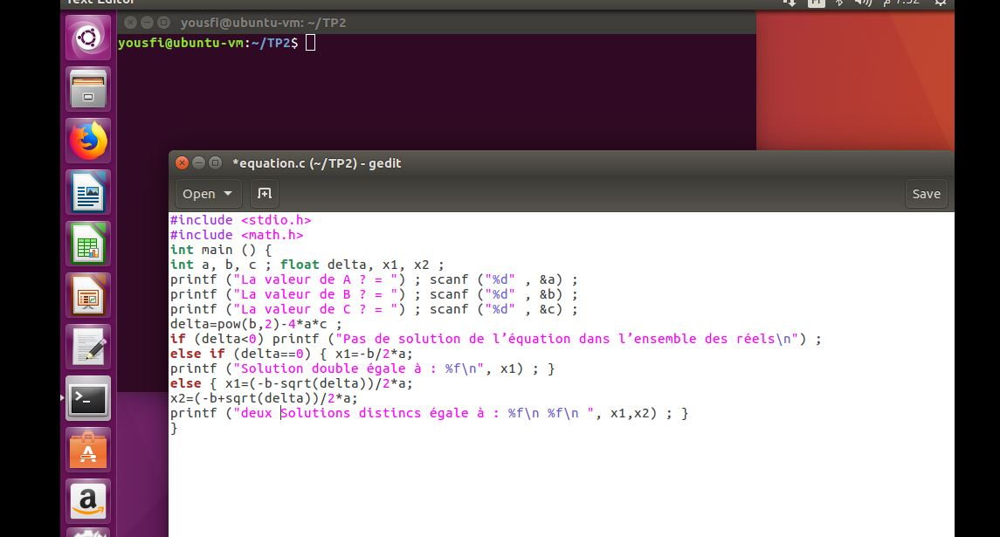 Text Editor
Fr 7:52
yousfi@ubuntu-vm: ~/TP2
yousfi@ubuntu-vm:~/TP2$
*equation.c (~/TP2) - gedit
Open
Save
#include <stdio.h>
#include <math.h>
int main () {
int a, b, c ; float delta, x1, x2 ;
printf ("La valeur de A ? = ") ; scanf ("%d" , &a) ;
printf ("La valeur de B ? = ") ; scanf ("%d" , &b) ;
printf ("La valeur de C ? = ") ; scanf ("%d" , &c) ;
delta=pow(b,2)-4*a*c ;
if (delta<0) printf ("Pas de solution de l’équation dans l’ensemble des réels\n") ;
else if (delta==0) { x1=-b/2*a;
printf ("Solution double égale à : %f\n", x1) ; }
else { x1=(-b-sqrt(delta))/2*a;
x2=(-b+sqrt(delta))/2*a;
printf ("deux Solutions distincs égale à : %f\n %f\n ", x1,x2) ; }
}